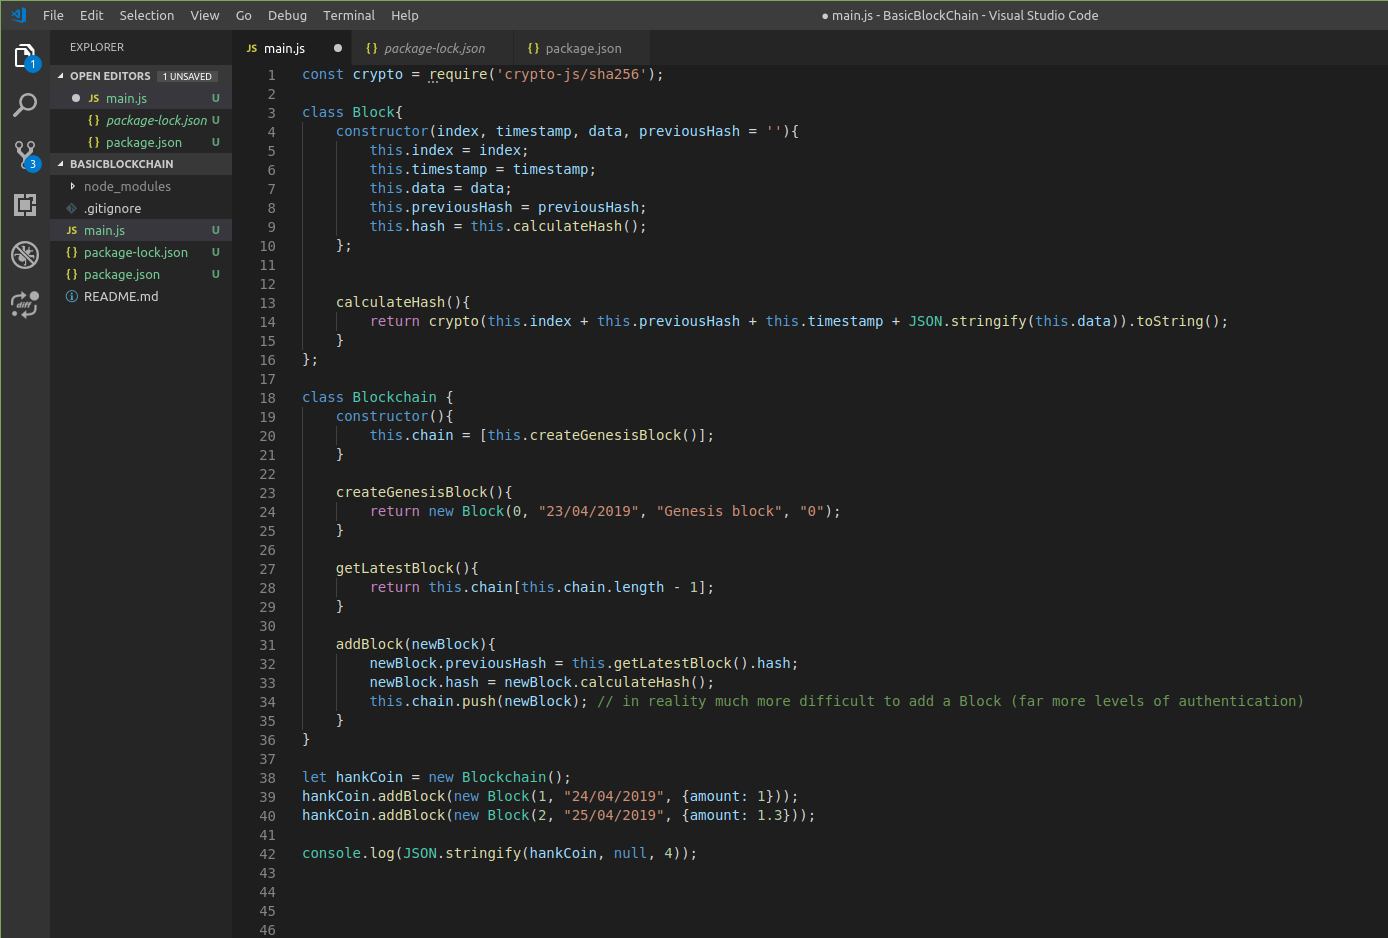 File Edit Selection View Go Debug Terminal Help
● main.js - BasicBlockChain - Visual Studio Code
EXPLORER
OPEN EDITORS 1 UNSAVED
JS main.js U
{} package-lock.json U
{} package.json U
BASICBLOCKCHAIN
node_modules
.gitignore
JS main.js U
{} package-lock.json U
{} package.json U
README.md
1
3
diff
JS main.js ● {} package-lock.json {} package.json
1 const crypto = require('crypto-js/sha256');
2
3 class Block{
4     constructor(index, timestamp, data, previousHash = ''){
5         this.index = index;
6         this.timestamp = timestamp;
7         this.data = data;
8         this.previousHash = previousHash;
9         this.hash = this.calculateHash();
10     };
11
12
13     calculateHash(){
14         return crypto(this.index + this.previousHash + this.timestamp + JSON.stringify(this.data)).toString();
15     }
16 };
17
18 class Blockchain {
19     constructor(){
20         this.chain = [this.createGenesisBlock()];
21     }
22
23     createGenesisBlock(){
24         return new Block(0, "23/04/2019", "Genesis block", "0");
25     }
26
27     getLatestBlock(){
28         return this.chain[this.chain.length - 1];
29     }
30
31     addBlock(newBlock){
32         newBlock.previousHash = this.getLatestBlock().hash;
33         newBlock.hash = newBlock.calculateHash();
34         this.chain.push(newBlock); // in reality much more difficult to add a Block (far more levels of authentication)
35     }
36 }
37
38 let hankCoin = new Blockchain();
39 hankCoin.addBlock(new Block(1, "24/04/2019", {amount: 1}));
40 hankCoin.addBlock(new Block(2, "25/04/2019", {amount: 1.3}));
41
42 console.log(JSON.stringify(hankCoin, null, 4));
43
44
45
46